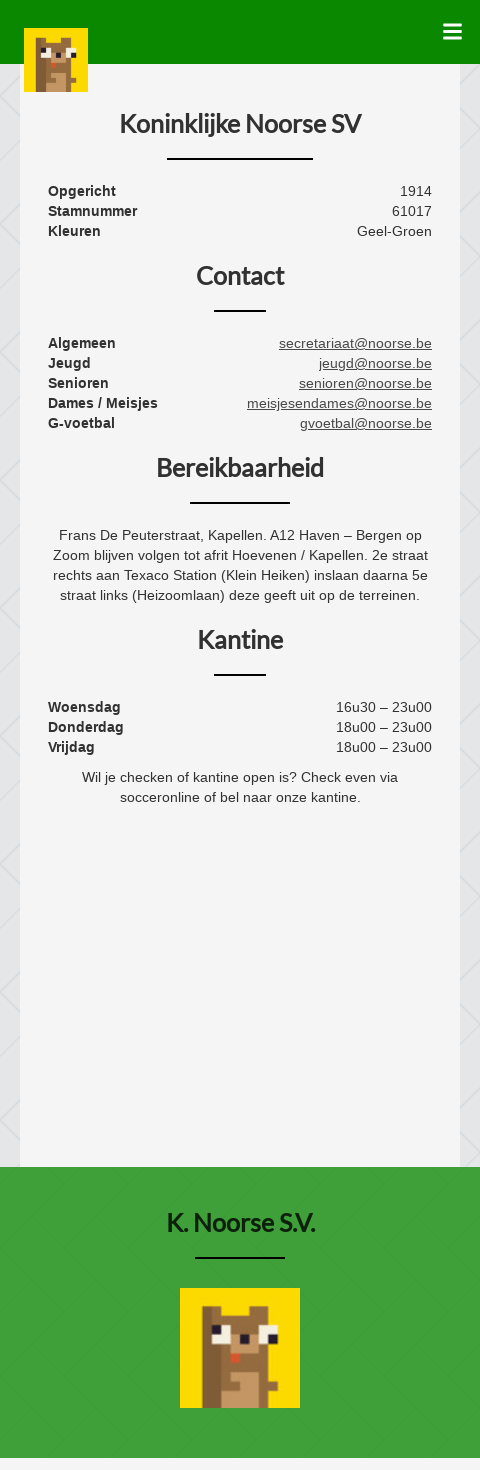 Koninklijke Noorse SV
Opgericht 1914
Stamnummer 61017
Kleuren Geel-Groen
Contact
Algemeen secretariaat@noorse.be
Jeugd jeugd@noorse.be
Senioren senioren@noorse.be
Dames / Meisjes meisjesendames@noorse.be
G-voetbal gvoetbal@noorse.be
Bereikbaarheid
Frans De Peuterstraat, Kapellen. A12 Haven – Bergen op
Zoom blijven volgen tot afrit Hoevenen / Kapellen. 2e straat
rechts aan Texaco Station (Klein Heiken) inslaan daarna 5e
straat links (Heizoomlaan) deze geeft uit op de terreinen.
Kantine
Woensdag 16u30 – 23u00
Donderdag 18u00 – 23u00
Vrijdag 18u00 – 23u00
Wil je checken of kantine open is? Check even via
socceronline of bel naar onze kantine.
K. Noorse S.V.